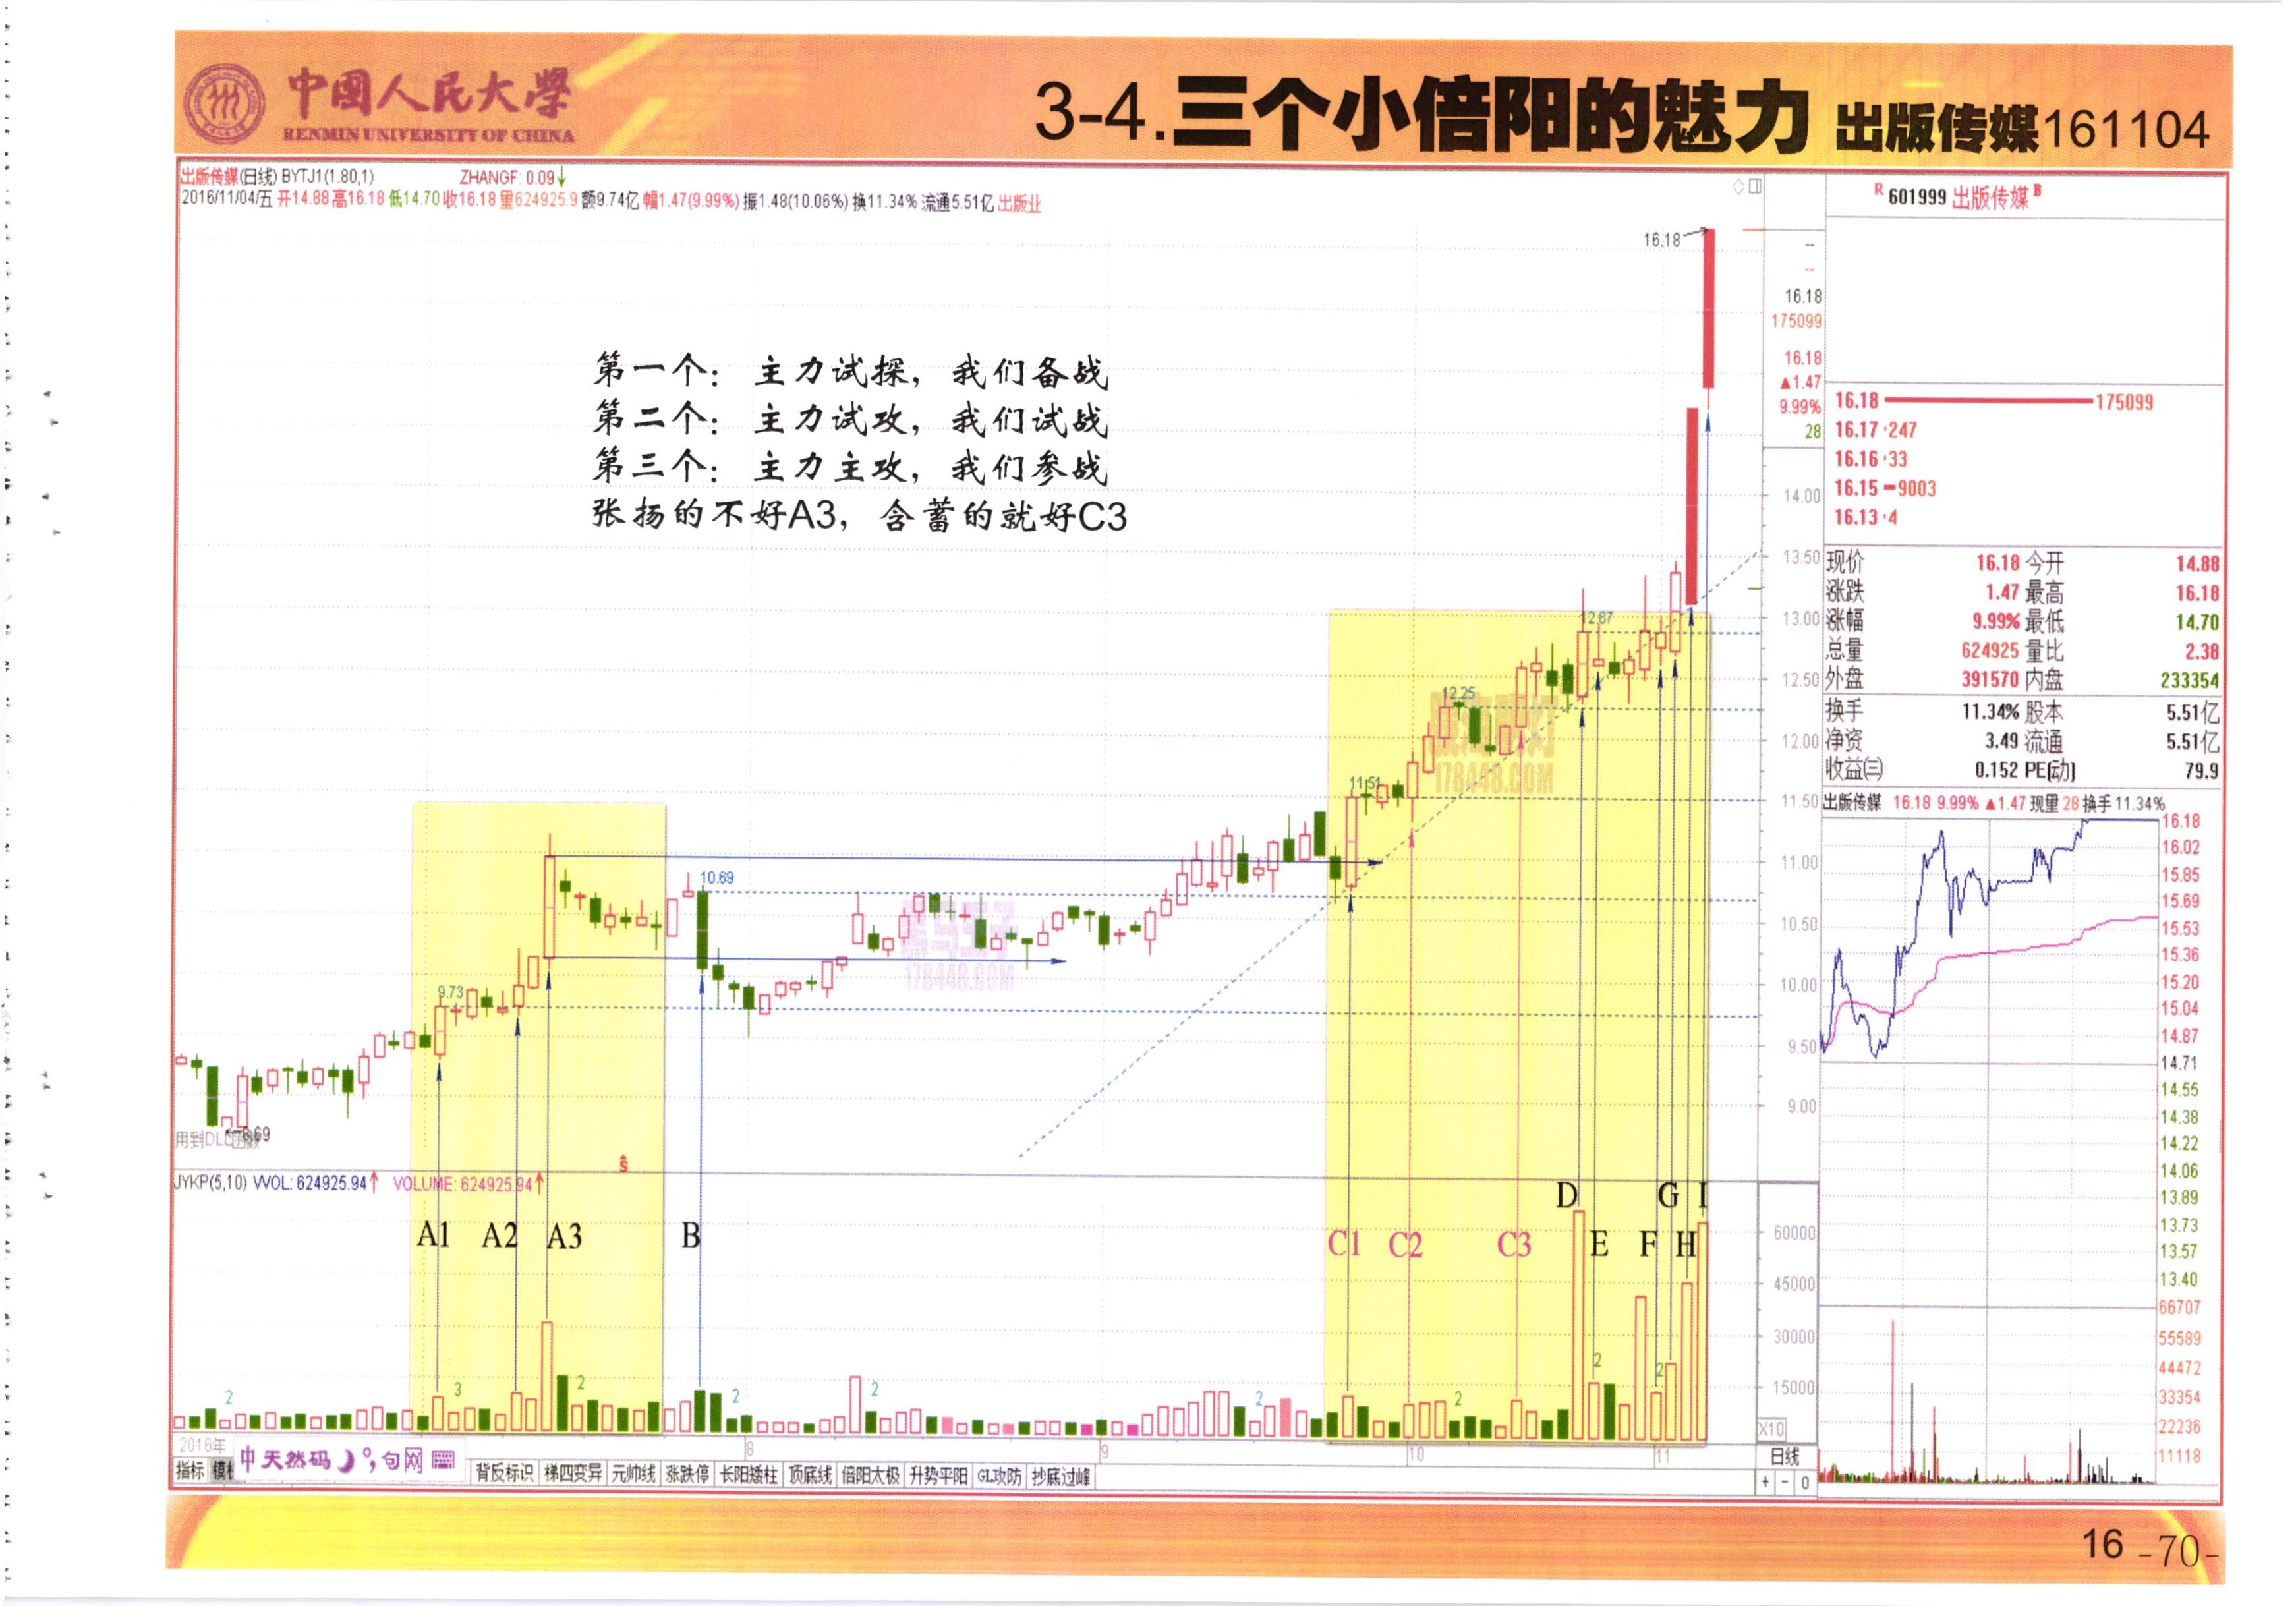 中國人民大學
RENMIN UNIVERSITY OF CHINA
3-4.三个小倍阳的魅力 出版传媒161104
出版传媒(日线) BYTJ1(1.80,1) ZHANGF: 0.09↓
2016/11/04/五 开14.88 高16.18 低14.70 收16.18 量624925.9 额9.74亿 幅1.47(9.99%) 振1.48(10.06%) 换11.34% 流通5.51亿 出版业
第一个：主力试探，我们备战
第二个：主力试攻，我们试战
第三个：主力主攻，我们参战
张扬的不好A3，含蓄的就好C3
16.18
12.67
12.25
11.51
10.69
9.73
8.69
178448.COM
178448.COM
--
--
16.18
175099
16.18
▲1.47
9.99%
28
14.00
13.50
13.00
12.50
12.00
11.50
11.00
10.50
10.00
9.50
9.00
JYKP(5,10) VVOL: 624925.94↑ VOLUME: 624925.94↑
A1 A2 A3 B C1 C2 C3 D E F G H I
2 3 2 2 2 2 2 2 2
60000
45000
30000
15000
X10
2016年 8 9 10 11
日线
中天然码 句网
指标 背反标识 梯四变异 元帅线 涨跌停 长阳矮柱 顶底线 倍阳太极 升势平阳 GL攻防 抄底过峰
+ - 0
R 601999 出版传媒 B
16.18 175099
16.17 247
16.16 33
16.15 9003
16.13 4
现价 16.18 今开 14.88
涨跌 1.47 最高 16.18
涨幅 9.99% 最低 14.70
总量 624925 量比 2.38
外盘 391570 内盘 233354
换手 11.34% 股本 5.51亿
净资 3.49 流通 5.51亿
收益(三) 0.152 PE(动) 79.9
出版传媒 16.18 9.99% ▲1.47 现量 28 换手 11.34%
16.18
16.02
15.85
15.69
15.53
15.36
15.20
15.04
14.87
14.71
14.55
14.38
14.22
14.06
13.89
13.73
13.57
13.40
66707
55589
44472
33354
22236
11118
16 -70-